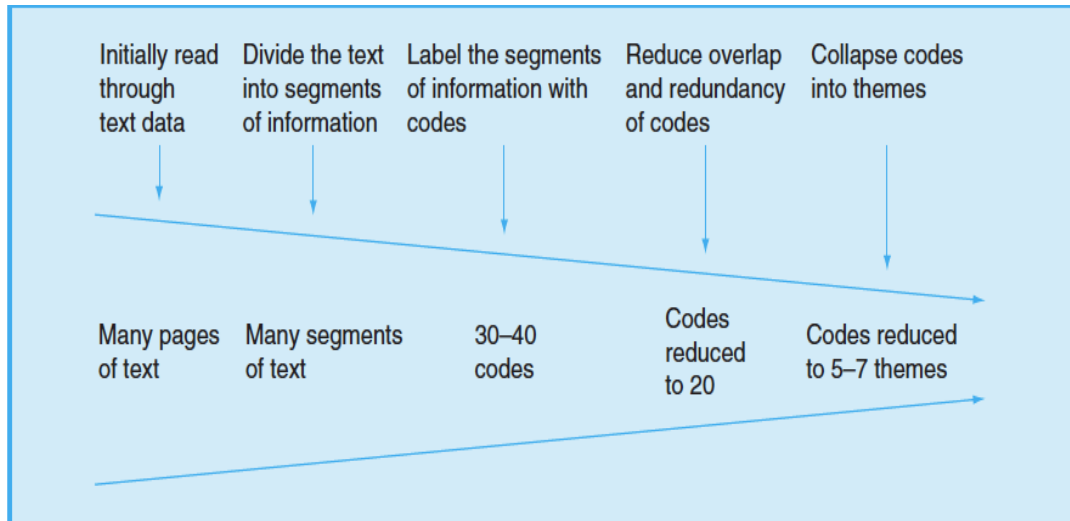 Initially read
through
text data
Divide the text
into segments
of information
Label the segments
of information with
codes
Reduce overlap
and redundancy
of codes
Collapse codes
into themes
Many pages
of text
Many segments
of text
30–40
codes
Codes
reduced
to 20
Codes reduced
to 5–7 themes